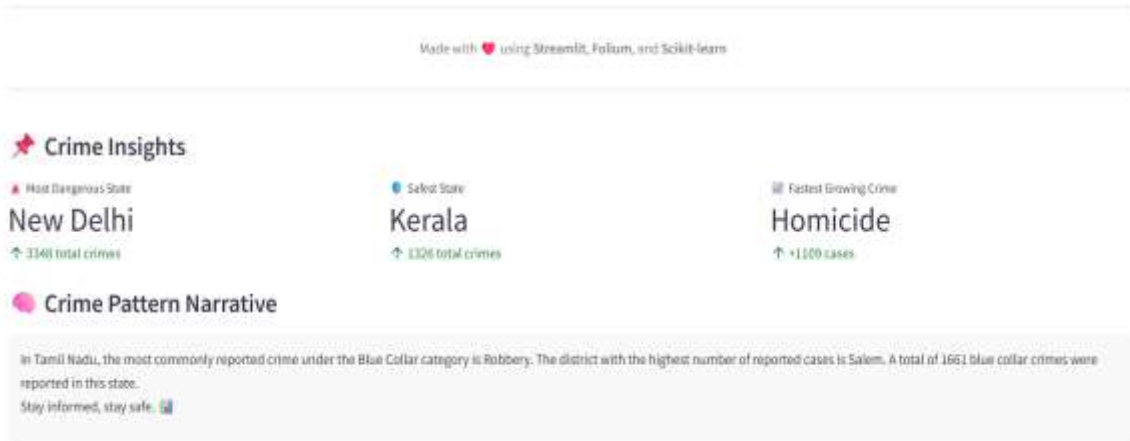 Made with ❤ using Streamlit, Folium, and Scikit-learn
📌 Crime Insights
Most Dangerous State
New Delhi
↑ 3348 total crimes
Safest State
Kerala
↑ 1326 total crimes
Fastest Growing Crime
Homicide
↑ +1109 cases
🧠 Crime Pattern Narrative
In Tamil Nadu, the most commonly reported crime under the Blue Collar category is Robbery. The district with the highest number of reported cases is Salem. A total of 1661 blue collar crimes were
reported in this state.
Stay informed, stay safe. 📊